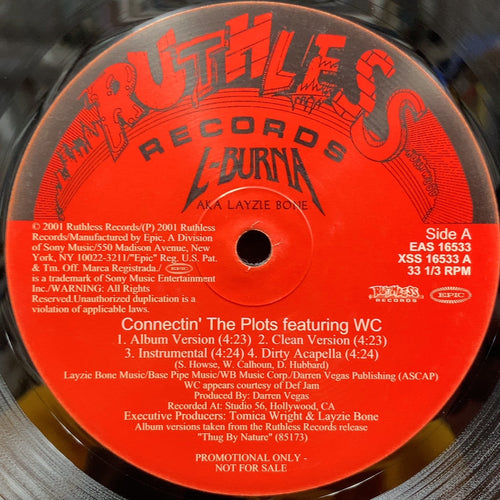 RUTHLESS
RECORDS
L-BURNA
AKA LAYZIE BONE
© 2001 Ruthless Records/(P) 2001 Ruthless
Records/Manufactured by Epic, A Division
of Sony Music/550 Madison Avenue, New
York, NY 10022-3211/"Epic" Reg. U.S. Pat.
& Tm. Off. Marca Registrada./ EPIC
is a trademark of Sony Music Entertainment
Inc./WARNING: All Rights
Reserved.Unauthorized duplication is a
violation of applicable laws.
Side A
EAS 16533
XSS 16533 A
33 1/3 RPM
RUTHLESS
RECORDS
EPIC
Connectin' The Plots featuring WC
1. Album Version (4:23) 2. Clean Version (4:23)
3. Instrumental (4:24) 4. Dirty Acapella (4:24)
(S. Howse, W. Calhoun, D. Hubbard)
Layzie Bone Music/Base Pipe Music/WB Music Corp./Darren Vegas Publishing (ASCAP)
WC appears courtesy of Def Jam
Produced By: Darren Vegas
Recorded At: Studio 56, Hollywood, CA
Executive Producers: Tomica Wright & Layzie Bone
Album versions taken from the Ruthless Records release
"Thug By Nature" (85173)
PROMOTIONAL ONLY -
NOT FOR SALE